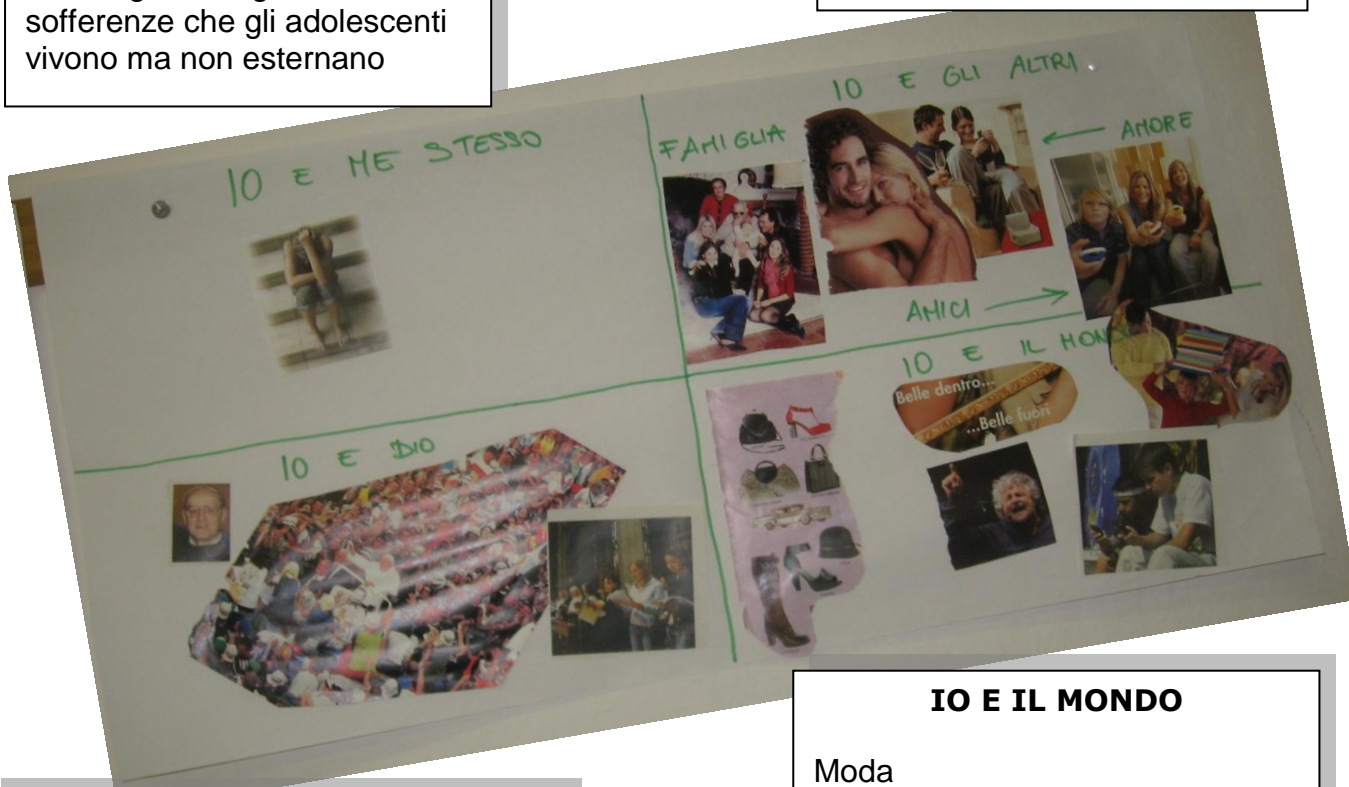 sofferenze che gli adolescenti
vivono ma non esternano
IO E ME STESSO
IO E GLI ALTRI
FAMIGLIA
AMORE
AMICI
IO E IL MONDO
Belle dentro...
...Belle fuori
IO E DIO
IO E IL MONDO
Moda